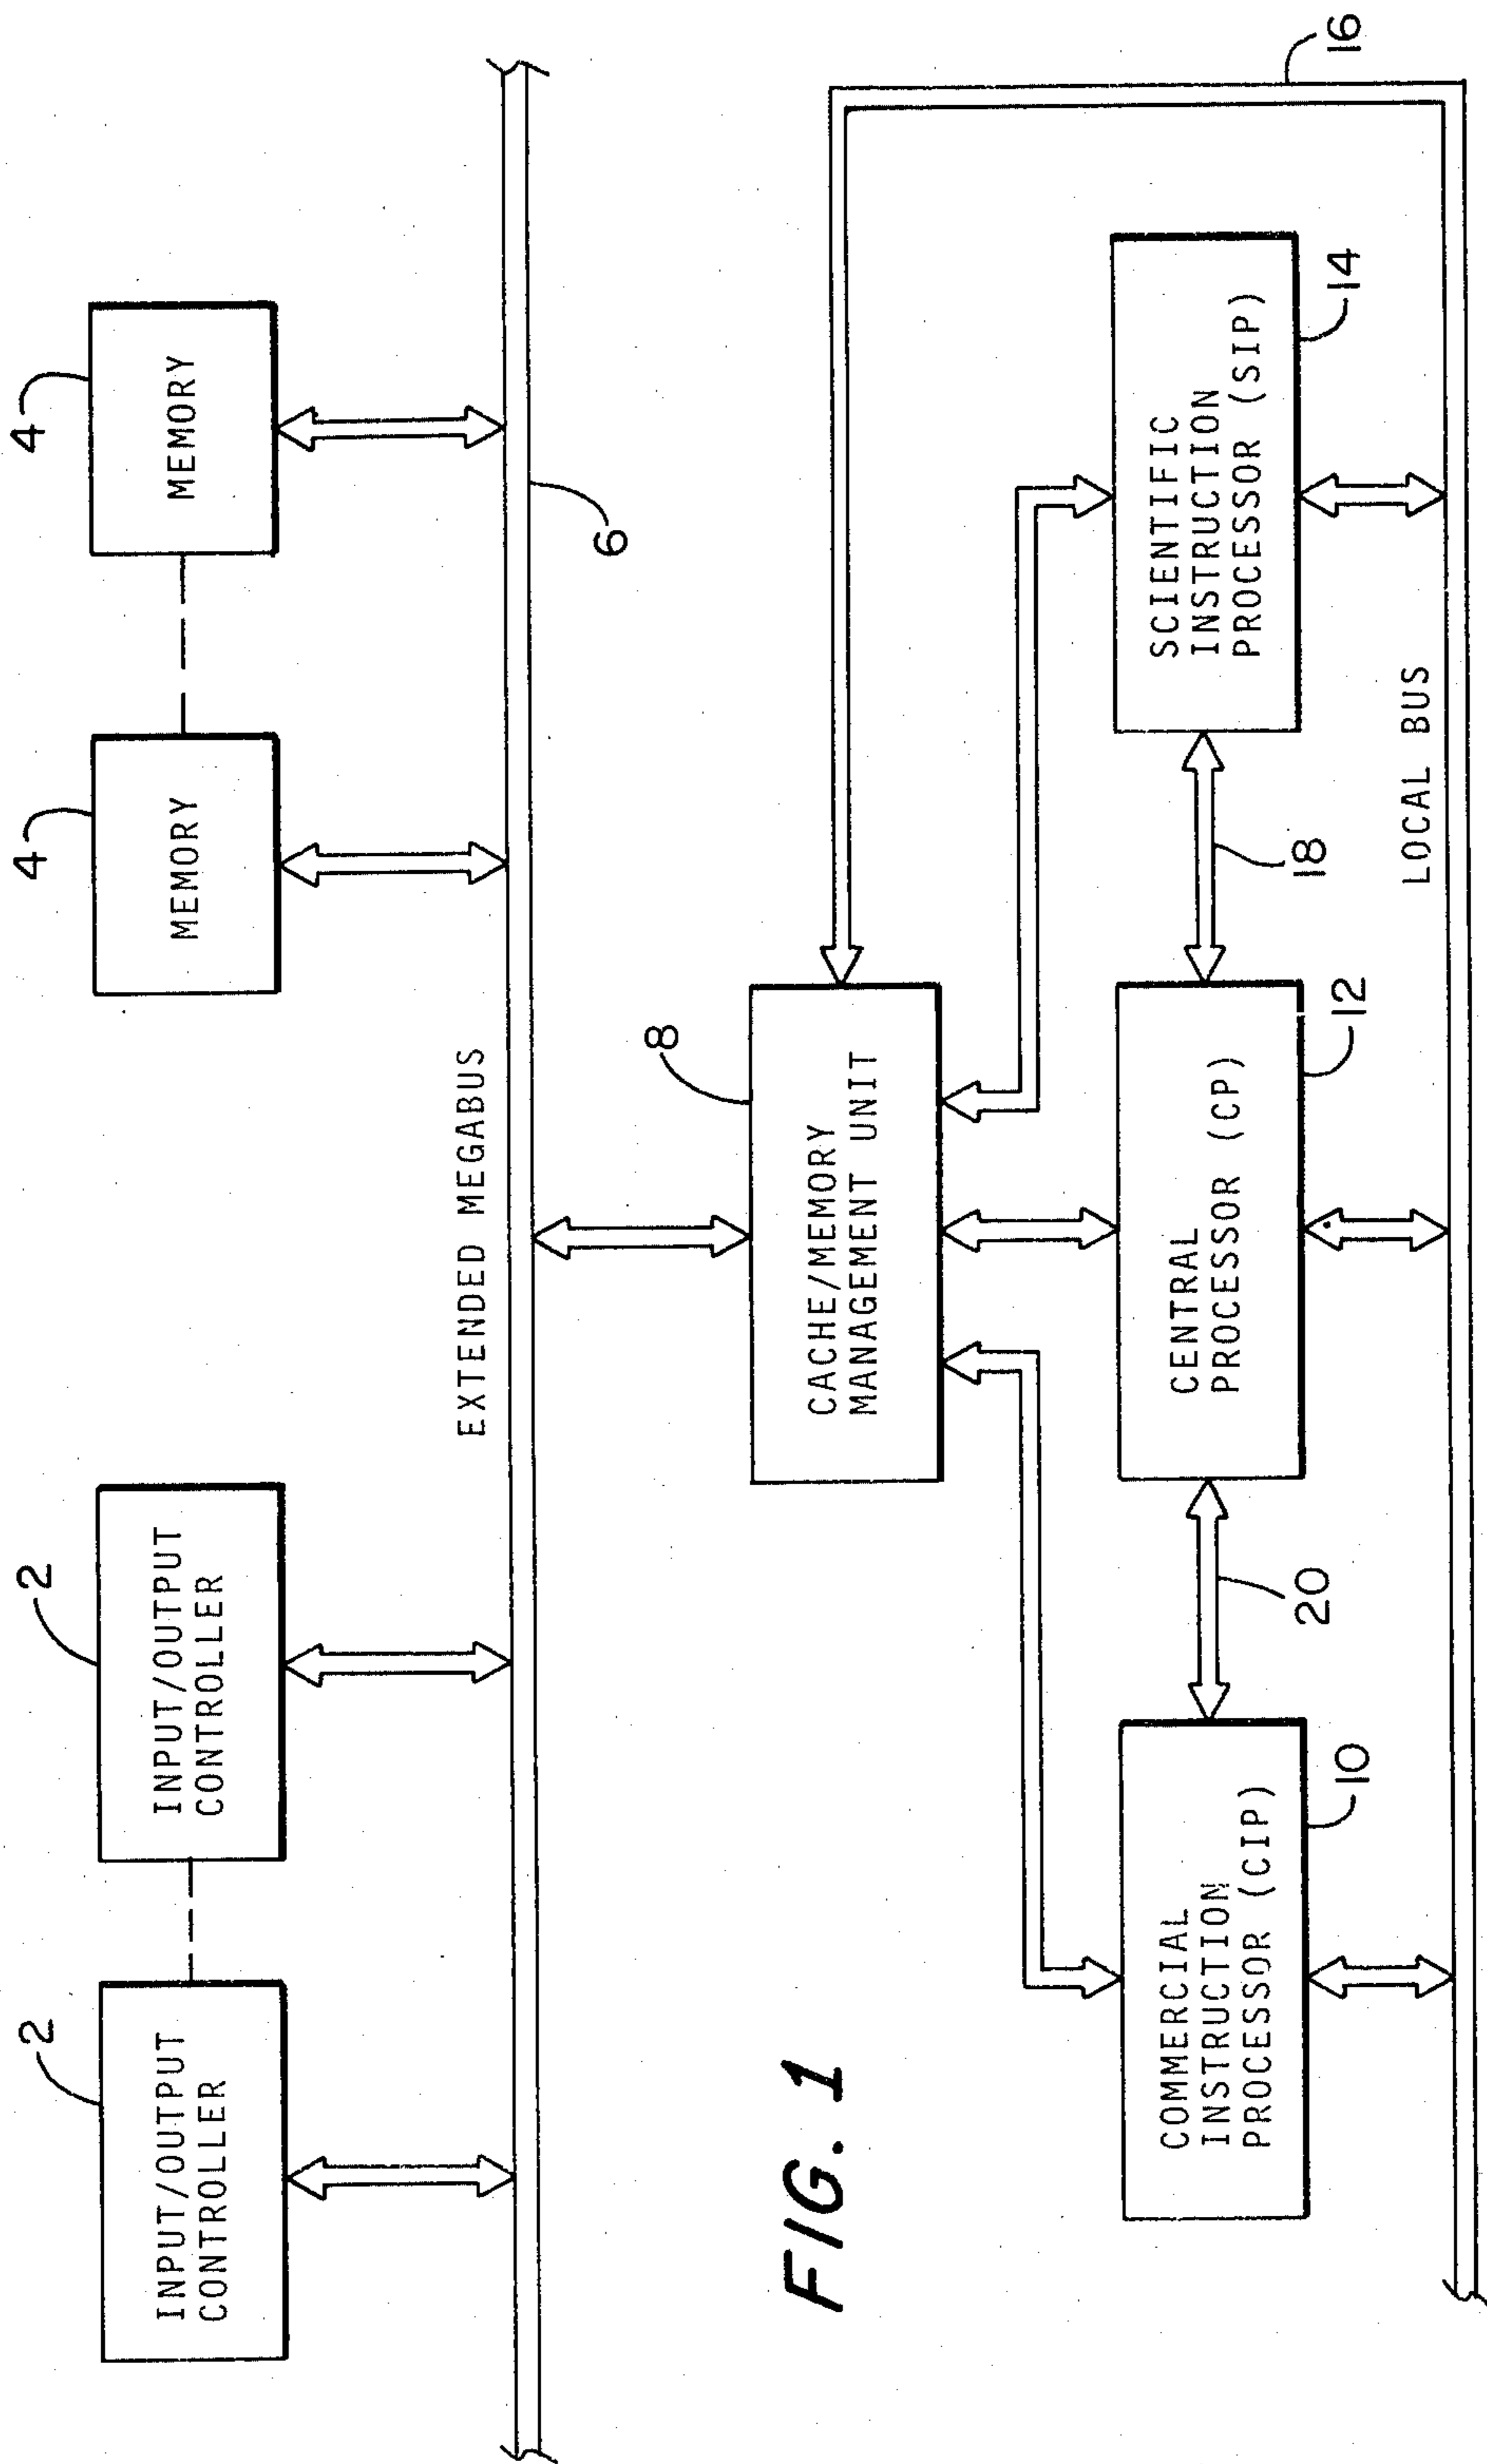 2
INPUT/OUTPUT
CONTROLLER
2
INPUT/OUTPUT
CONTROLLER
4
MEMORY
4
MEMORY
EXTENDED MEGABUS
6
8
CACHE/MEMORY
MANAGEMENT UNIT
COMMERCIAL
INSTRUCTION
PROCESSOR (CIP)
10
20
CENTRAL
PROCESSOR (CP)
12
18
SCIENTIFIC
INSTRUCTION
PROCESSOR (SIP)
14
LOCAL BUS
16
FIG. 1